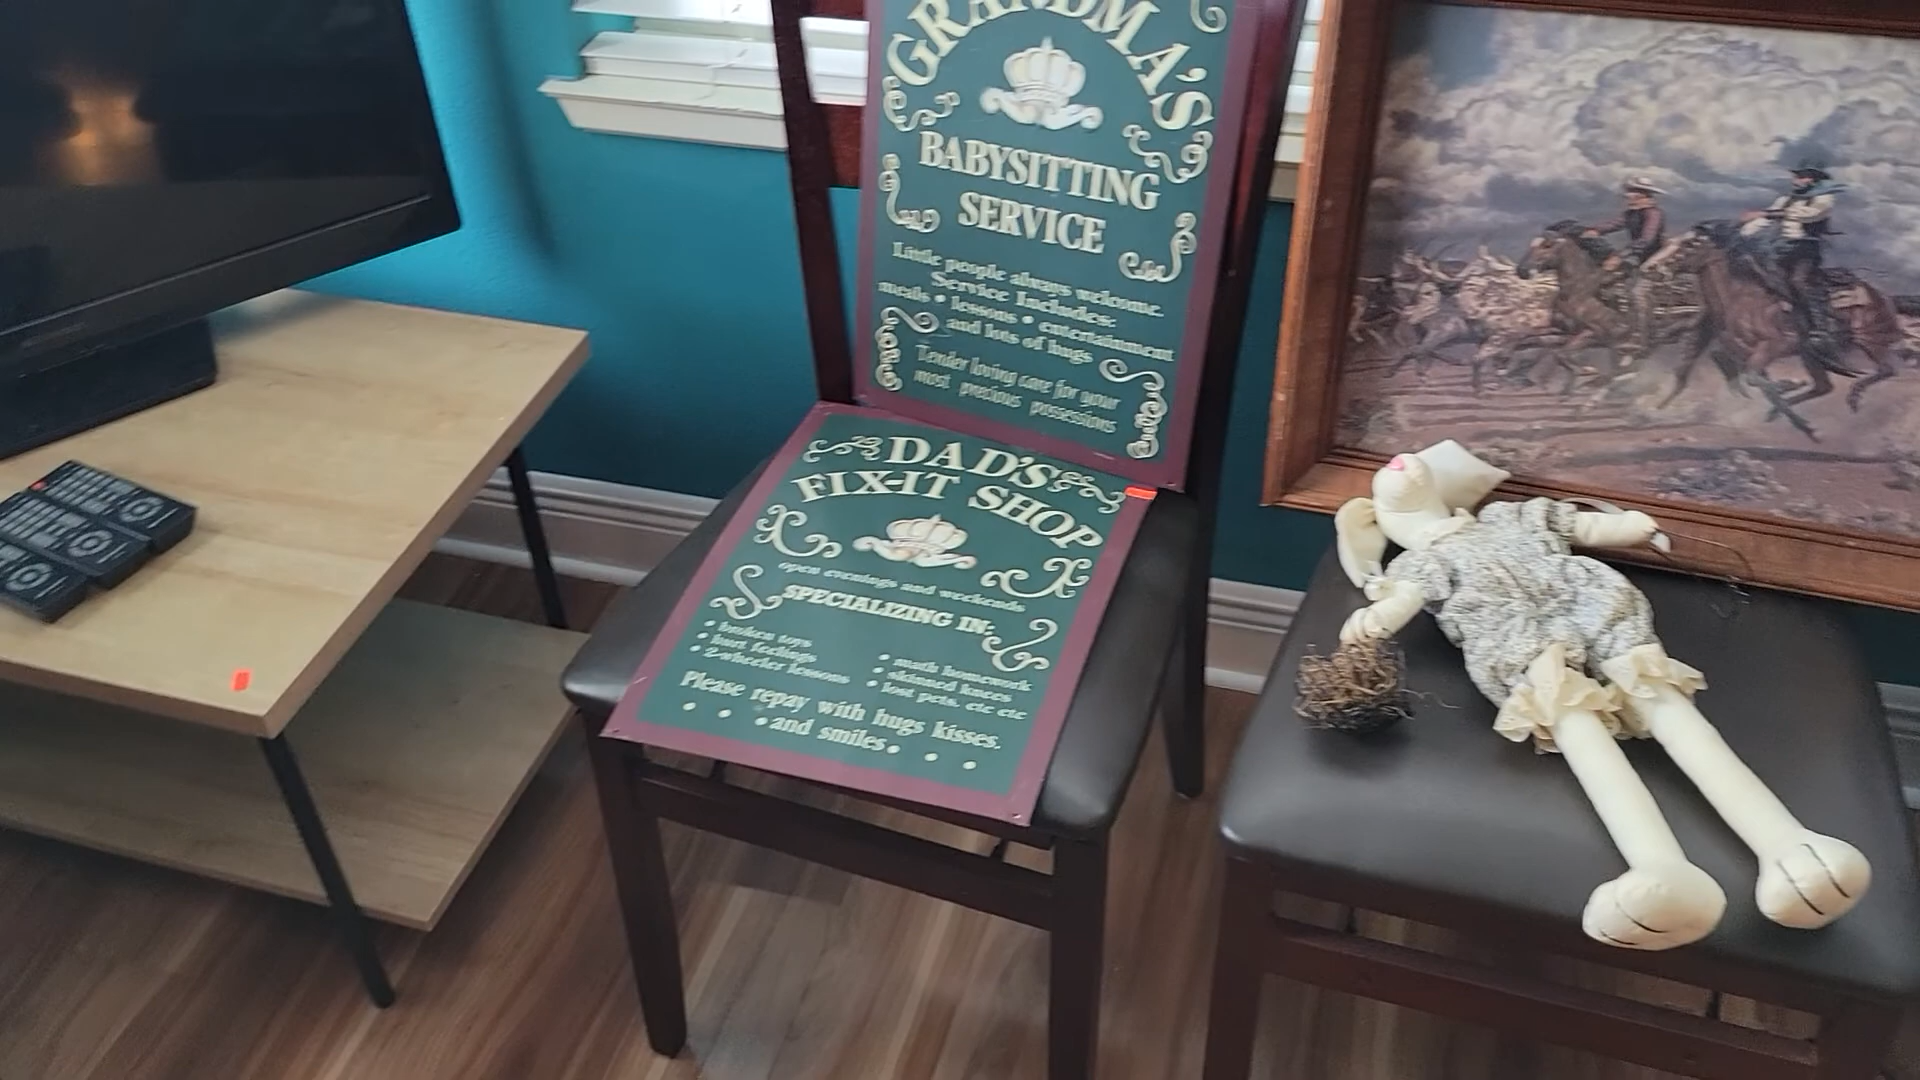 GRANDMA'S
BABYSITTING
SERVICE
Little people always welcome.
Service Includes:
meals • lessons • entertainment
and lots of hugs
Tender loving care for your
most precious possessions
DAD'S
FIX-IT SHOP
open evenings and weekends
SPECIALIZING IN:
• broken toys
• hurt feelings
• 2-wheeler lessons
• math homework
• skinned knees
• lost pets. etc etc
Please repay with hugs kisses.
• • • and smiles • • •